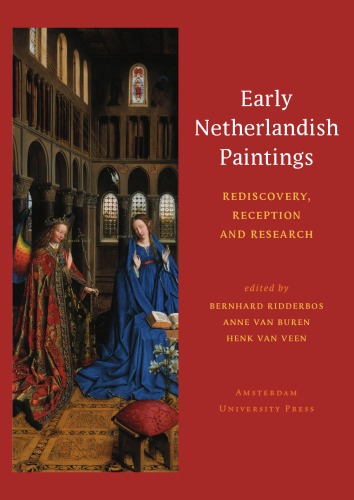 Early
Netherlandish
Paintings
REDISCOVERY,
RECEPTION
AND RESEARCH
edited by
BERNHARD RIDDERBOS
ANNE VAN BUREN
HENK VAN VEEN
AMSTERDAM
UNIVERSITY PRESS